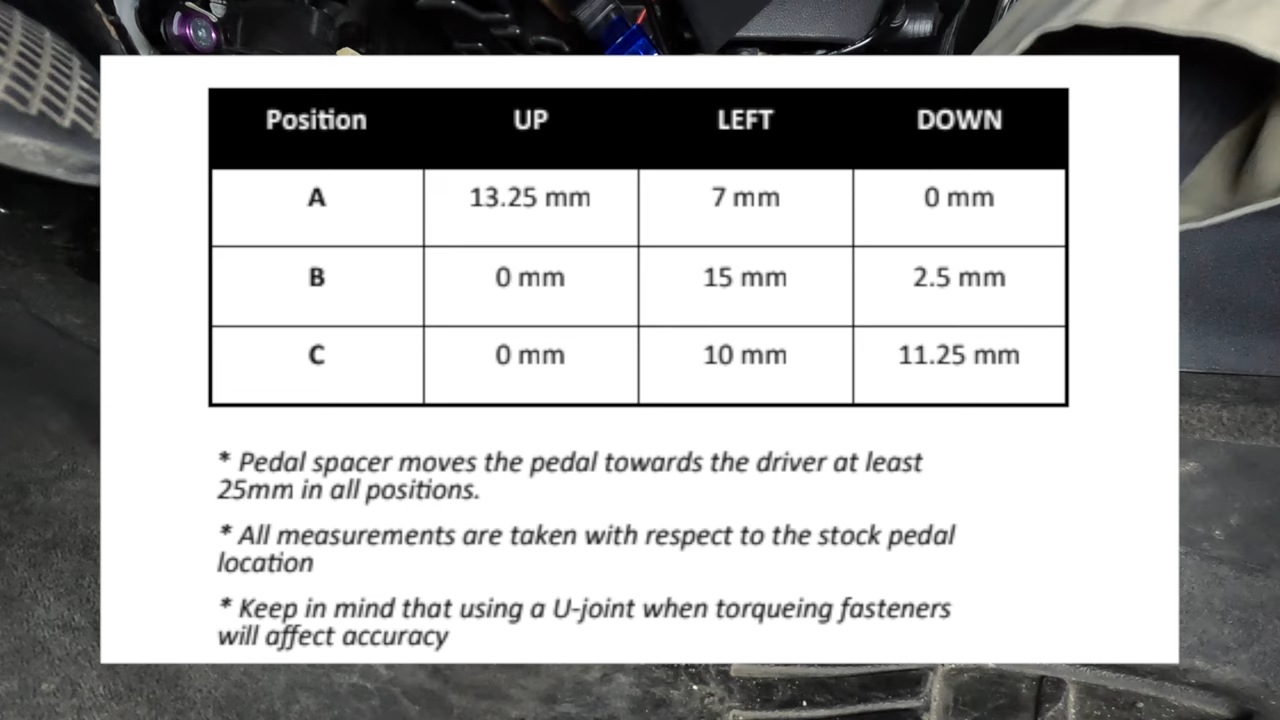 Position UP LEFT DOWN
A 13.25 mm 7 mm 0 mm
B 0 mm 15 mm 2.5 mm
C 0 mm 10 mm 11.25 mm
* Pedal spacer moves the pedal towards the driver at least
25mm in all positions.
* All measurements are taken with respect to the stock pedal
location
* Keep in mind that using a U-joint when torqueing fasteners
will affect accuracy